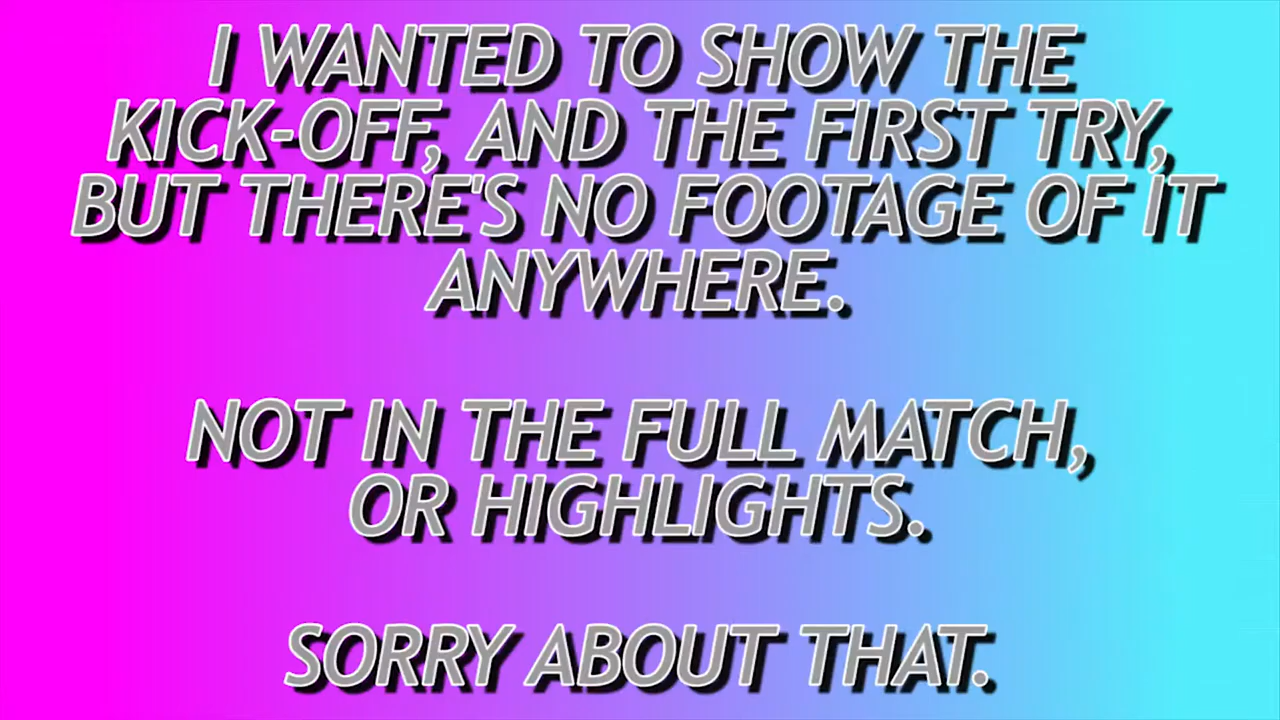 I WANTED TO SHOW THE
KICK-OFF, AND THE FIRST TRY,
BUT THERE'S NO FOOTAGE OF IT
ANYWHERE.
NOT IN THE FULL MATCH,
OR HIGHLIGHTS.
SORRY ABOUT THAT.